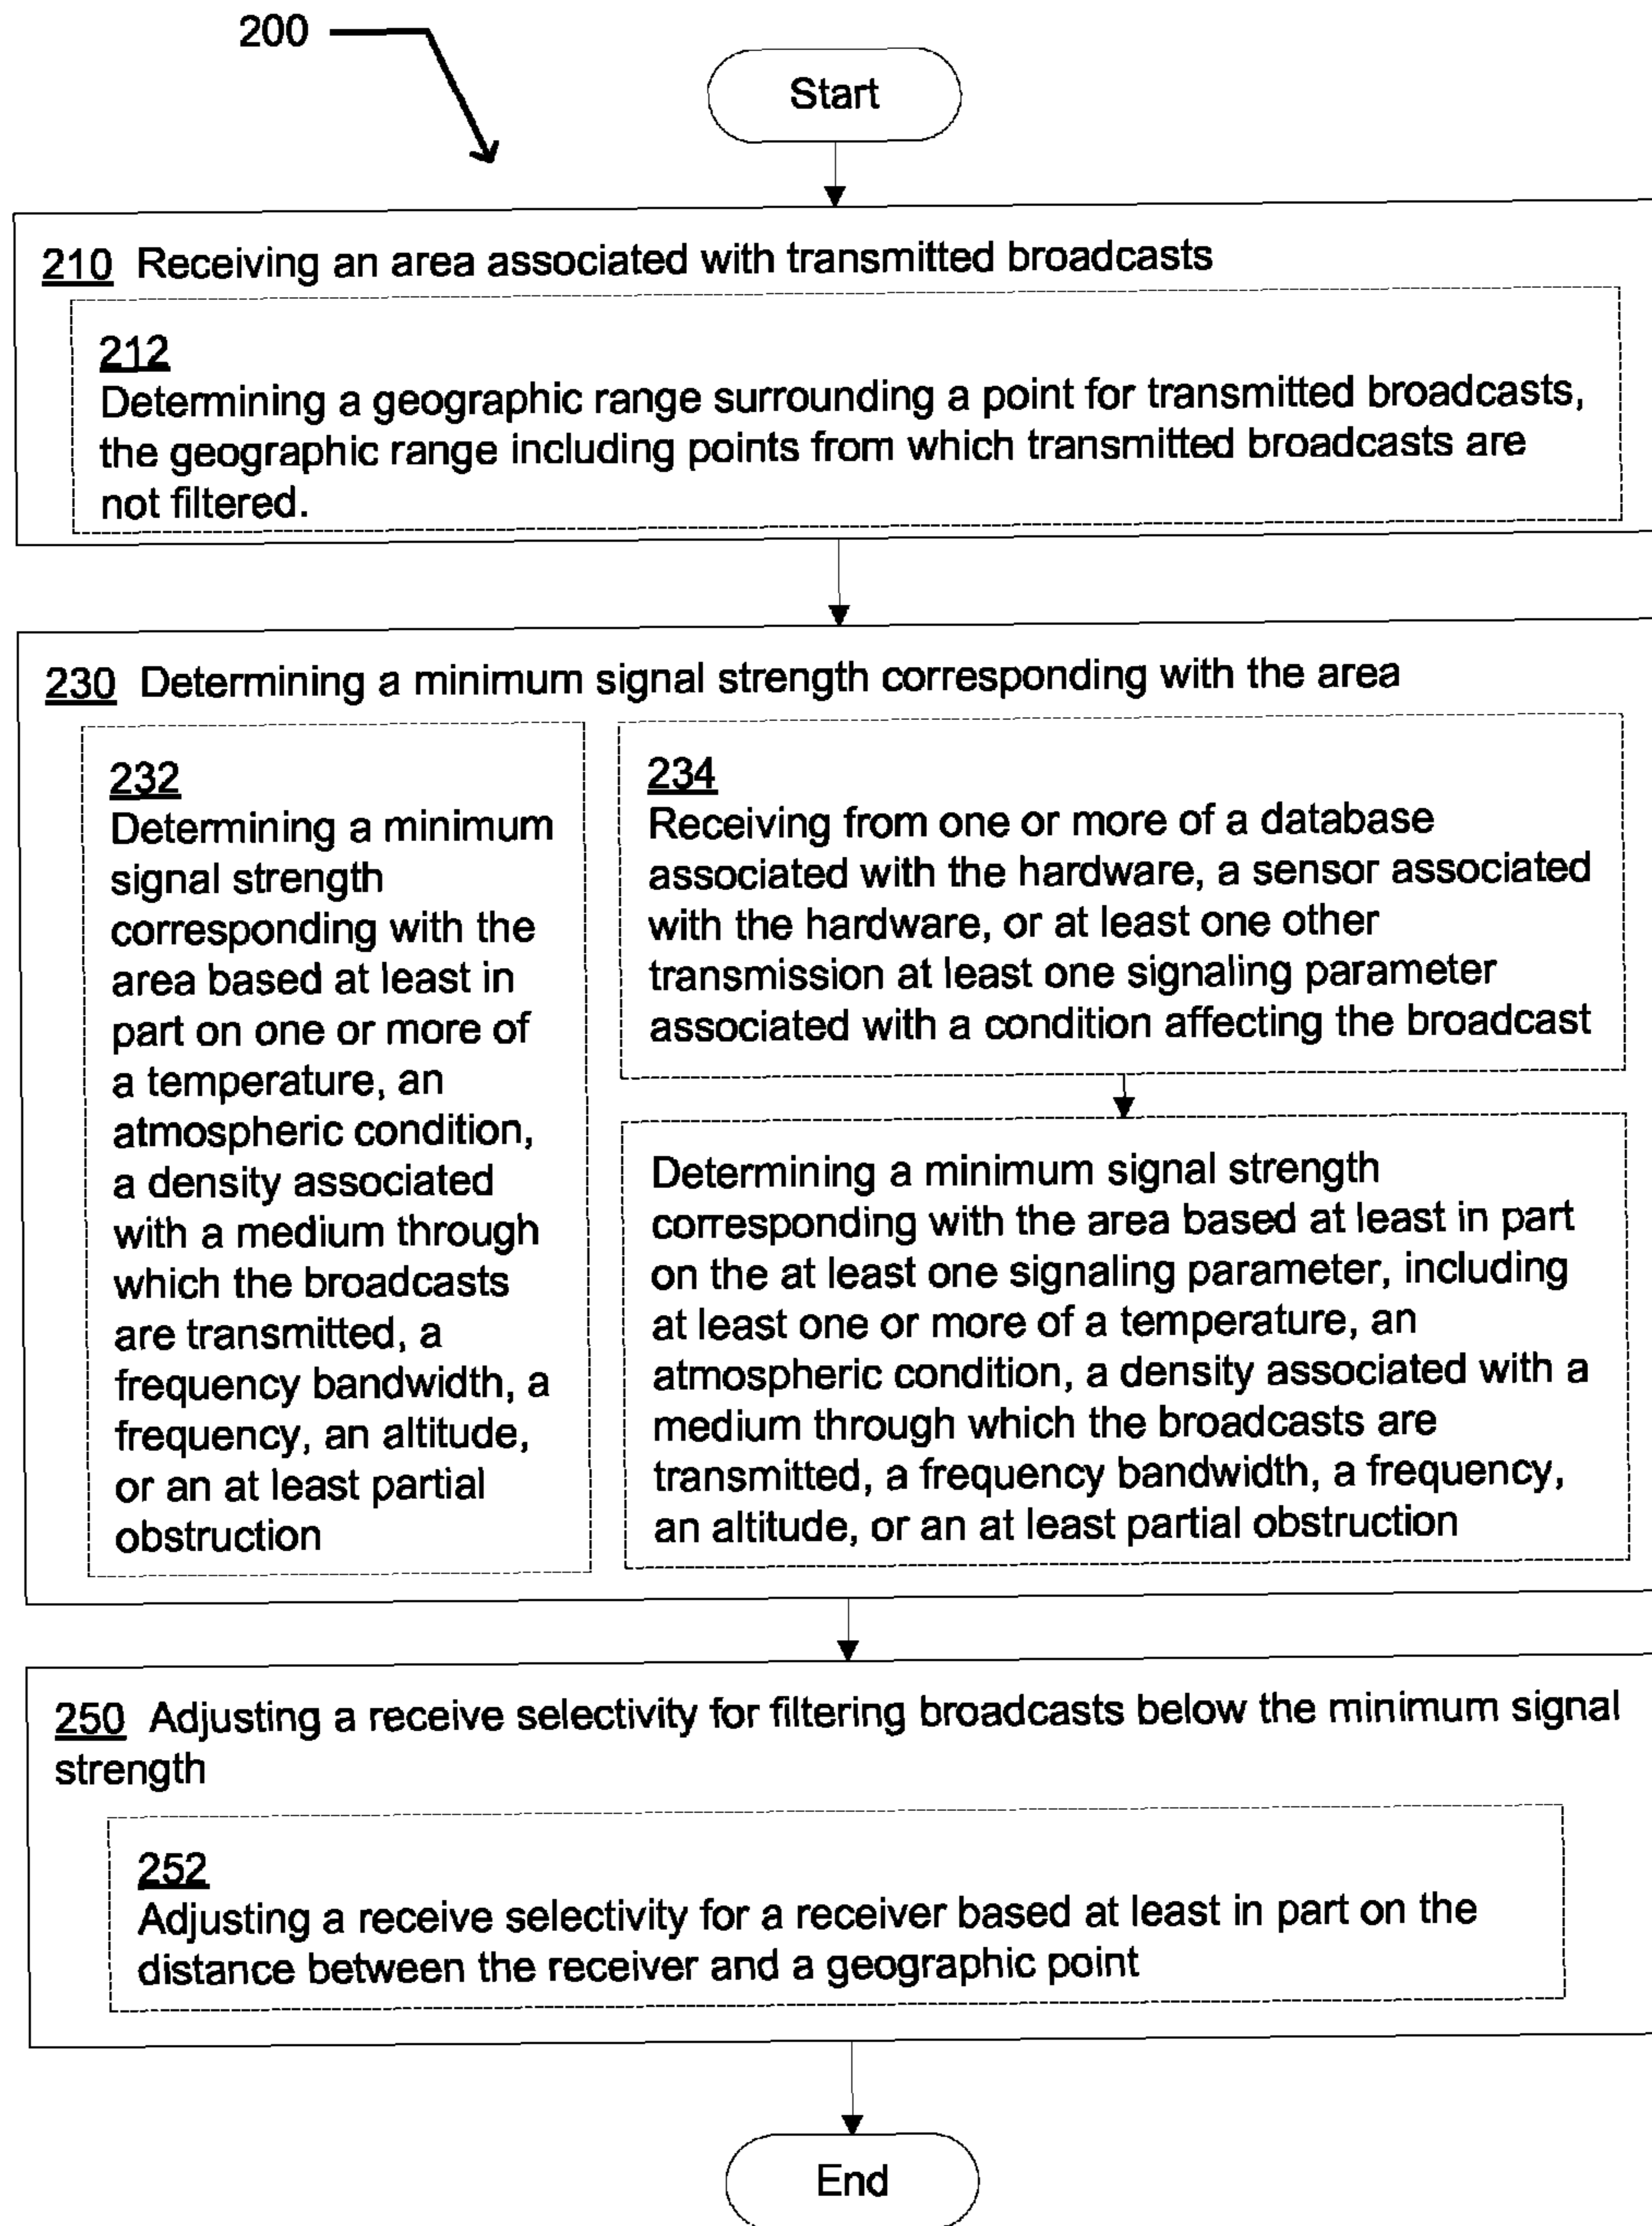 200
Start
210 Receiving an area associated with transmitted broadcasts
212
Determining a geographic range surrounding a point for transmitted broadcasts,
the geographic range including points from which transmitted broadcasts are
not filtered.
230 Determining a minimum signal strength corresponding with the area
232
Determining a minimum
signal strength
corresponding with the
area based at least in
part on one or more of
a temperature, an
atmospheric condition,
a density associated
with a medium through
which the broadcasts
are transmitted, a
frequency bandwidth, a
frequency, an altitude,
or an at least partial
obstruction
234
Receiving from one or more of a database
associated with the hardware, a sensor associated
with the hardware, or at least one other
transmission at least one signaling parameter
associated with a condition affecting the broadcast
Determining a minimum signal strength
corresponding with the area based at least in part
on the at least one signaling parameter, including
at least one or more of a temperature, an
atmospheric condition, a density associated with a
medium through which the broadcasts are
transmitted, a frequency bandwidth, a frequency,
an altitude, or an at least partial obstruction
250 Adjusting a receive selectivity for filtering broadcasts below the minimum signal
strength
252
Adjusting a receive selectivity for a receiver based at least in part on the
distance between the receiver and a geographic point
End